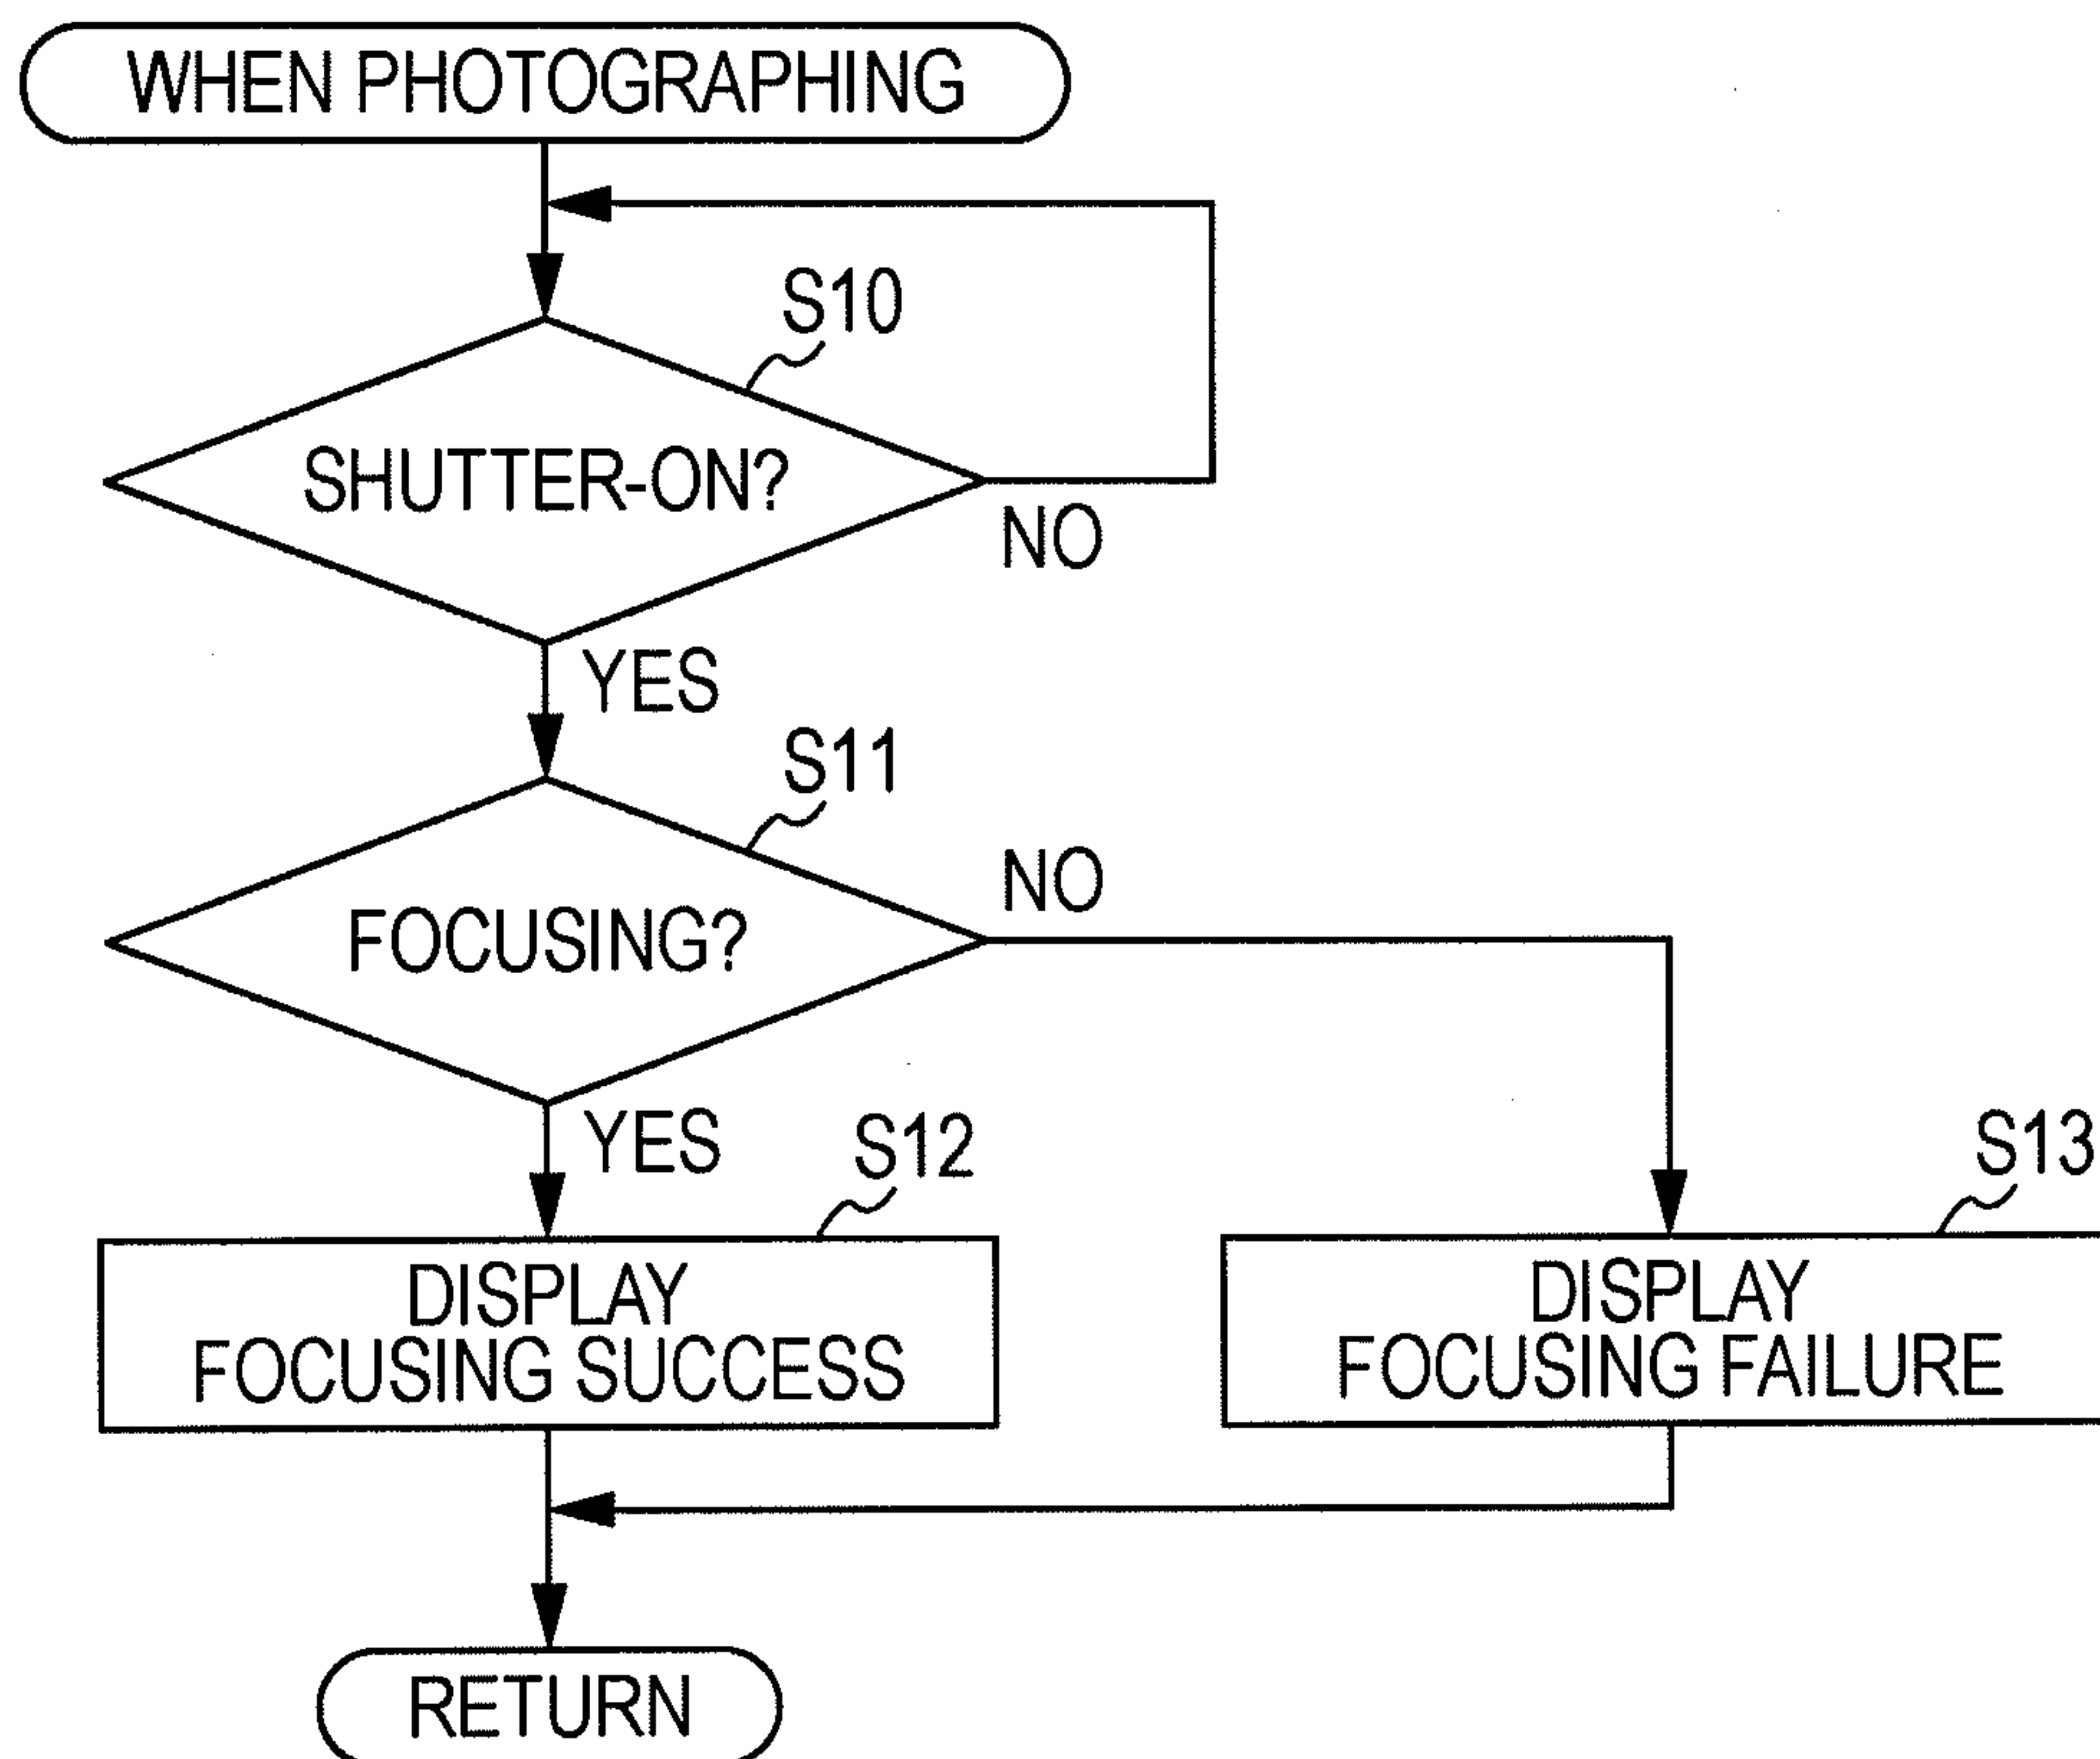 WHEN PHOTOGRAPHING
S10
SHUTTER-ON?
NO
YES
S11
NO
FOCUSING?
YES
S12
S13
DISPLAY
FOCUSING SUCCESS
DISPLAY
FOCUSING FAILURE
RETURN